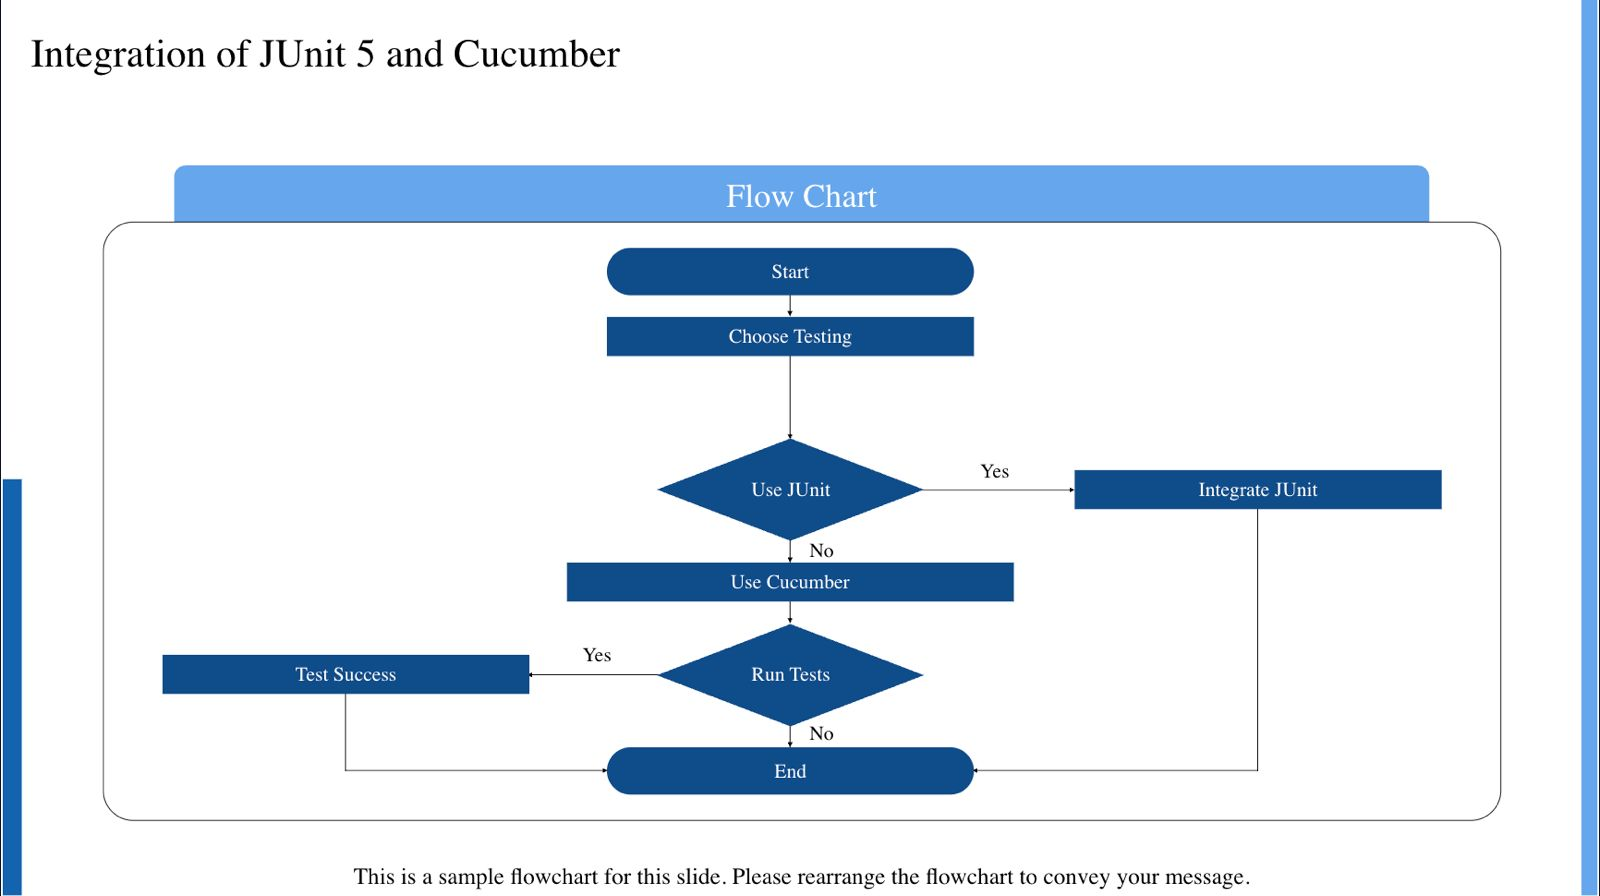 Integration of JUnit 5 and Cucumber
Flow Chart
Start
Choose Testing
Use JUnit
Yes
Integrate JUnit
No
Use Cucumber
Yes
Test Success
Run Tests
No
End
This is a sample flowchart for this slide. Please rearrange the flowchart to convey your message.